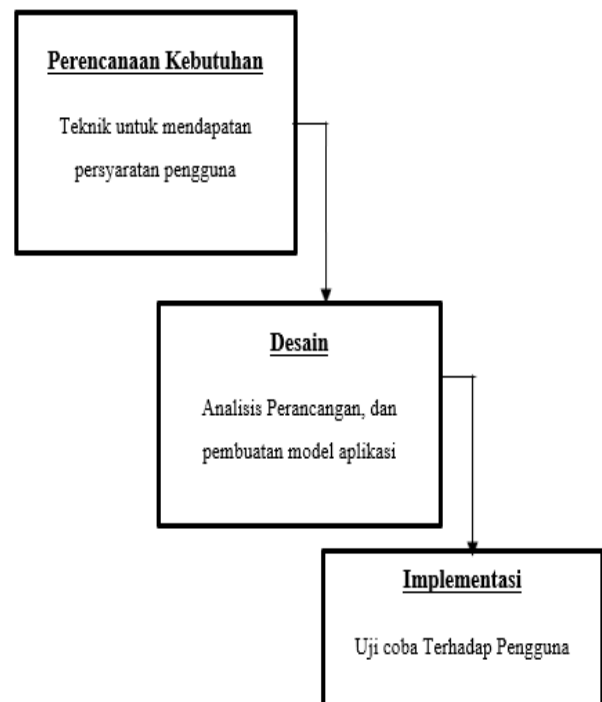 Perencanaan Kebutuhan
Teknik untuk mendapatan
persyaratan pengguna
Desain
Analisis Perancangan, dan
pembuatan model aplikasi
Implementasi
Uji coba Terhadap Pengguna